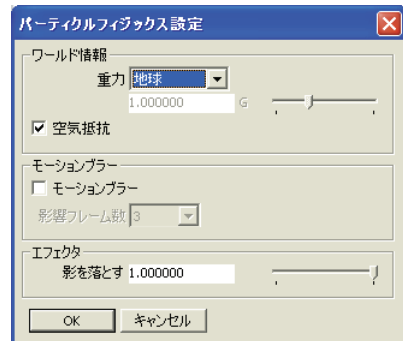 パーティクルフィジックス設定
ワールド情報
重力 地球
1.000000 G
空気抵抗
モーションブラー
モーションブラー
影響フレーム数 3
エフェクタ
影を落とす 1.000000
OK キャンセル